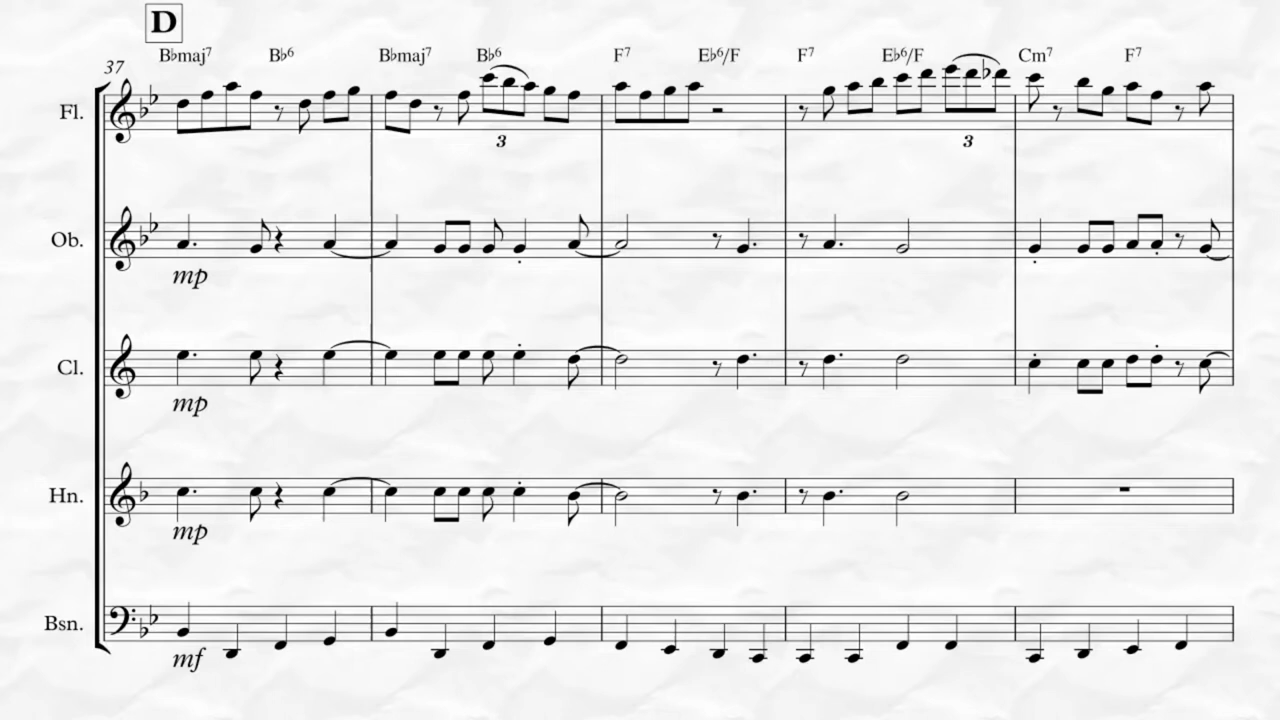 D
B♭maj7 B♭6 B♭maj7 B♭6 F7 E♭6/F F7 E♭6/F Cm7 F7
37
Fl.
3 3
Ob.
mp
Cl.
mp
Hn.
mp
Bsn.
mf